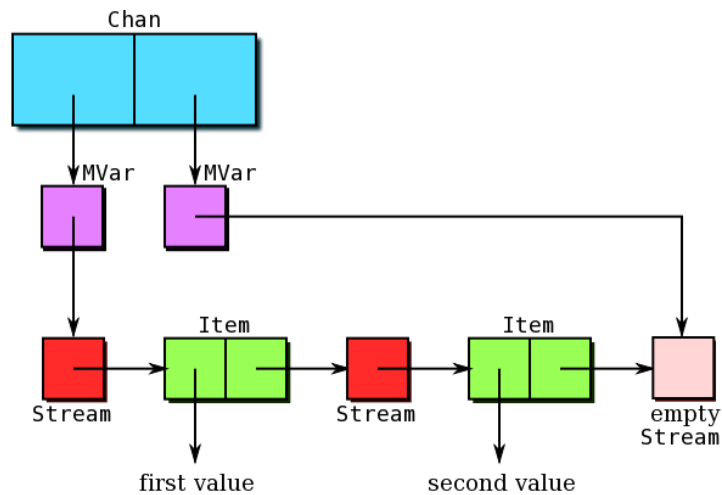 Chan
MVar
MVar
Item
Item
Stream
Stream
empty
Stream
first value
second value